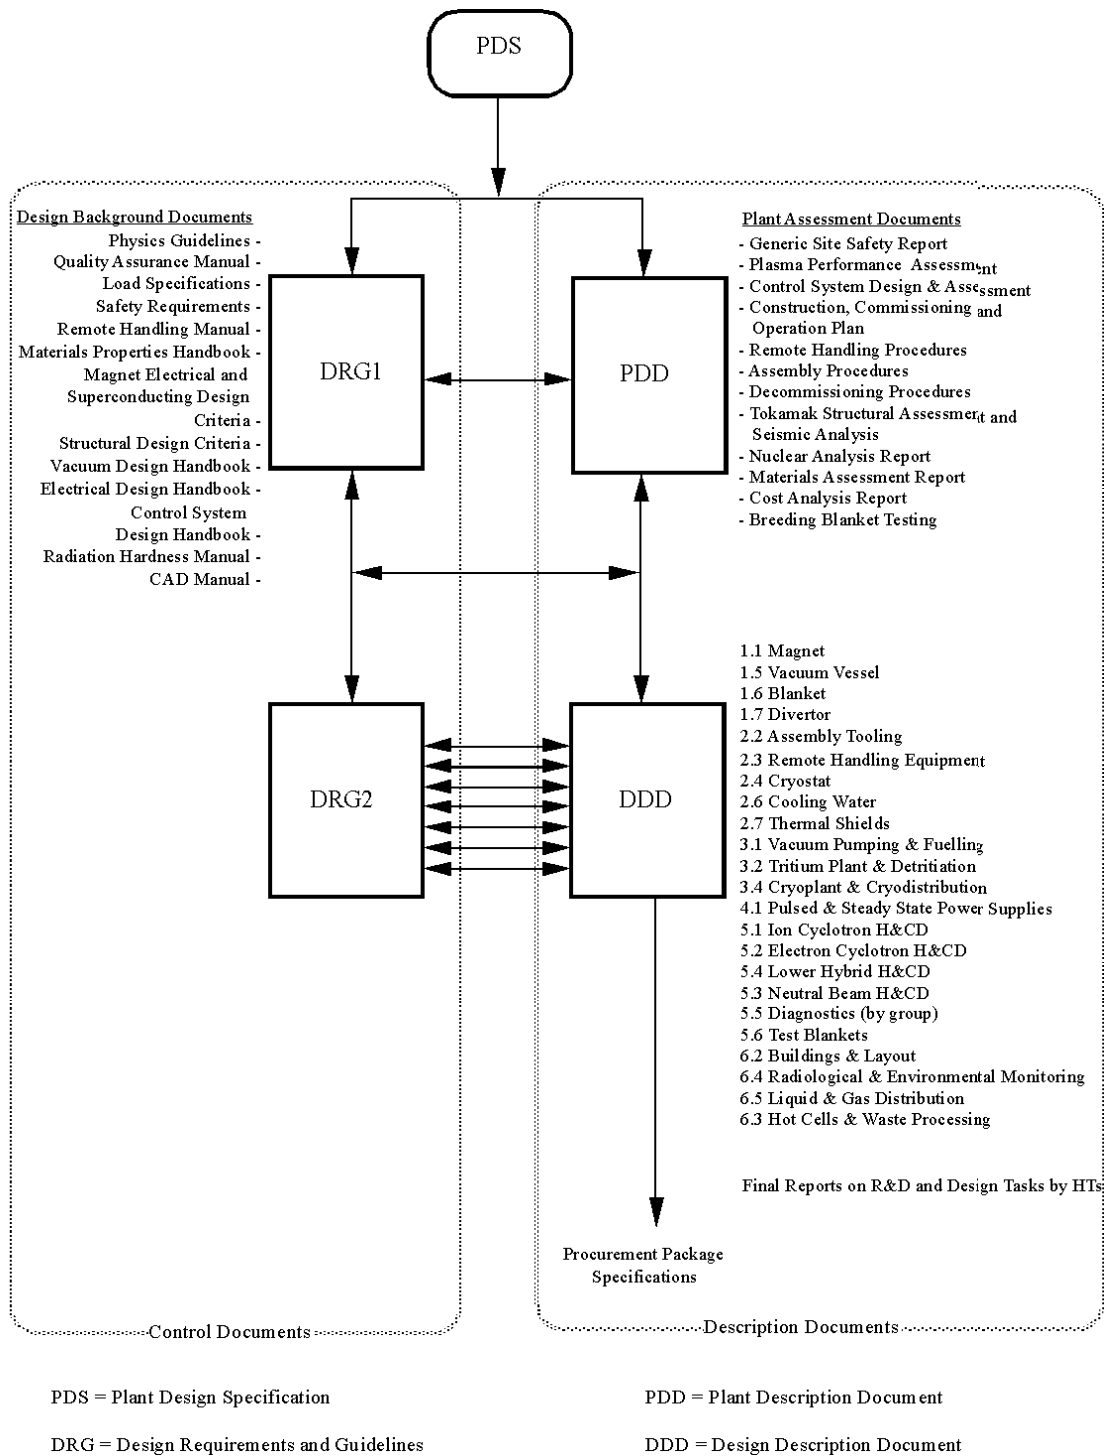 PDS
Design Background Documents
Physics Guidelines -
Quality Assurance Manual -
Load Specifications -
Safety Requirements -
Remote Handling Manual -
Materials Properties Handbook -
Magnet Electrical and
Superconducting Design
Criteria -
Structural Design Criteria -
Vacuum Design Handbook -
Electrical Design Handbook -
Control System
Design Handbook -
Radiation Hardness Manual -
CAD Manual -
DRG1
PDD
Plant Assessment Documents
- Generic Site Safety Report
- Plasma Performance Assessment
- Control System Design & Assessment
- Construction, Commissioning and
Operation Plan
- Remote Handling Procedures
- Assembly Procedures
- Decommissioning Procedures
- Tokamak Structural Assessment and
Seismic Analysis
- Nuclear Analysis Report
- Materials Assessment Report
- Cost Analysis Report
- Breeding Blanket Testing
DRG2
DDD
1.1 Magnet
1.5 Vacuum Vessel
1.6 Blanket
1.7 Divertor
2.2 Assembly Tooling
2.3 Remote Handling Equipment
2.4 Cryostat
2.6 Cooling Water
2.7 Thermal Shields
3.1 Vacuum Pumping & Fuelling
3.2 Tritium Plant & Detritiation
3.4 Cryoplant & Cryodistribution
4.1 Pulsed & Steady State Power Supplies
5.1 Ion Cyclotron H&CD
5.2 Electron Cyclotron H&CD
5.4 Lower Hybrid H&CD
5.3 Neutral Beam H&CD
5.5 Diagnostics (by group)
5.6 Test Blankets
6.2 Buildings & Layout
6.4 Radiological & Environmental Monitoring
6.5 Liquid & Gas Distribution
6.3 Hot Cells & Waste Processing
Final Reports on R&D and Design Tasks by HTs
Procurement Package
Specifications
Control Documents
Description Documents
PDS = Plant Design Specification
PDD = Plant Description Document
DRG = Design Requirements and Guidelines
DDD = Design Description Document